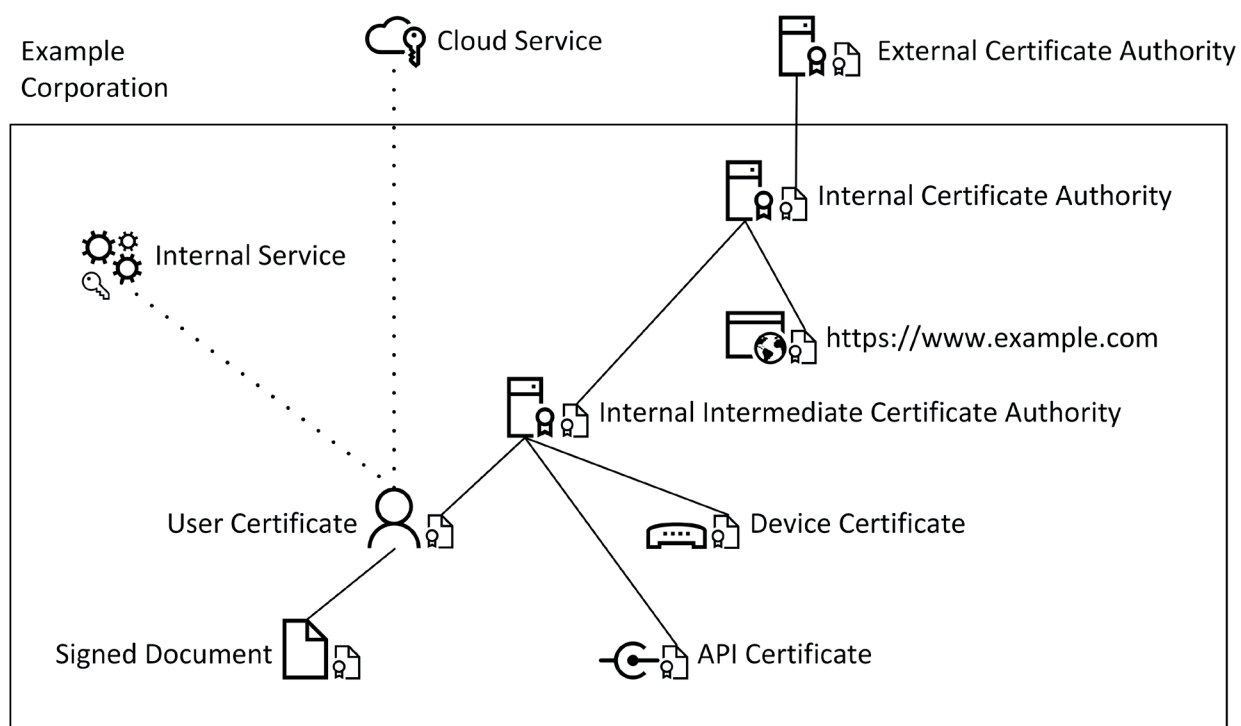 Example
Corporation
Cloud Service
External Certificate Authority
Internal Certificate Authority
Internal Service
https://www.example.com
Internal Intermediate Certificate Authority
User Certificate
Device Certificate
Signed Document
API Certificate